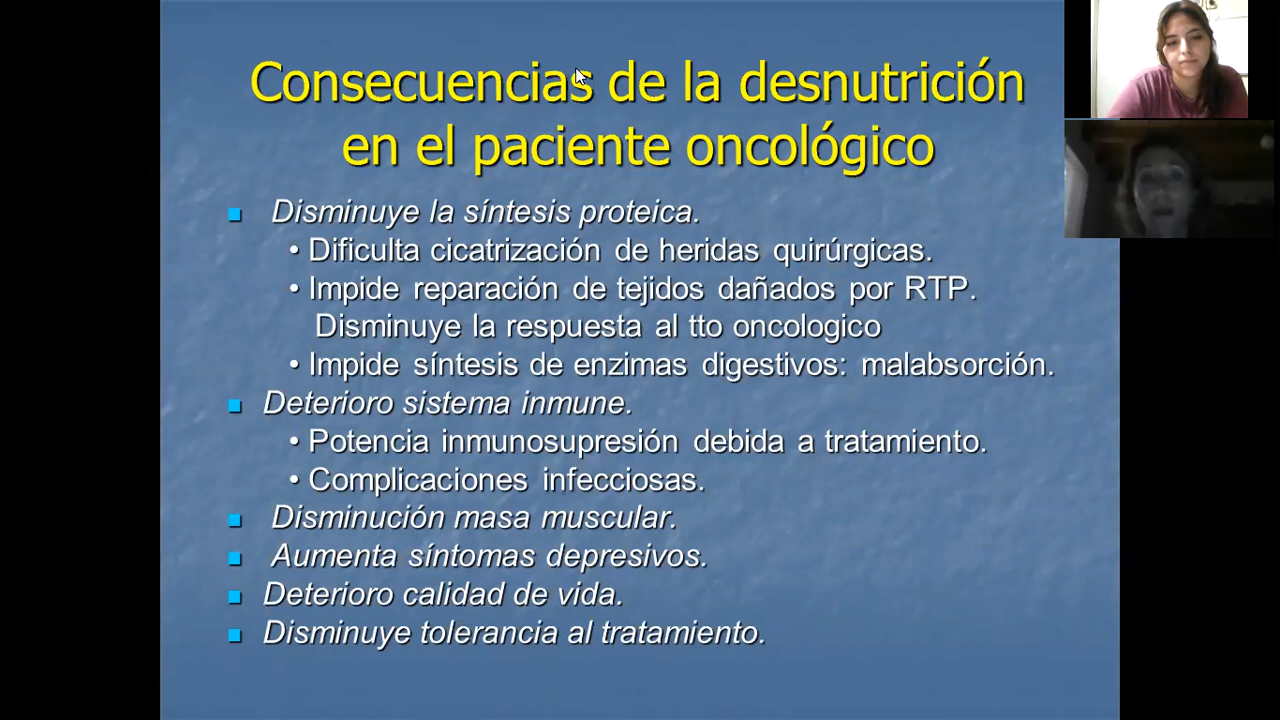 Consecuencias de la desnutrición
en el paciente oncológico
Disminuye la síntesis proteica.
• Dificulta cicatrización de heridas quirúrgicas.
• Impide reparación de tejidos dañados por RTP.
Disminuye la respuesta al tto oncologico
• Impide síntesis de enzimas digestivos: malabsorción.
Deterioro sistema inmune.
• Potencia inmunosupresión debida a tratamiento.
• Complicaciones infecciosas.
Disminución masa muscular.
Aumenta síntomas depresivos.
Deterioro calidad de vida.
Disminuye tolerancia al tratamiento.